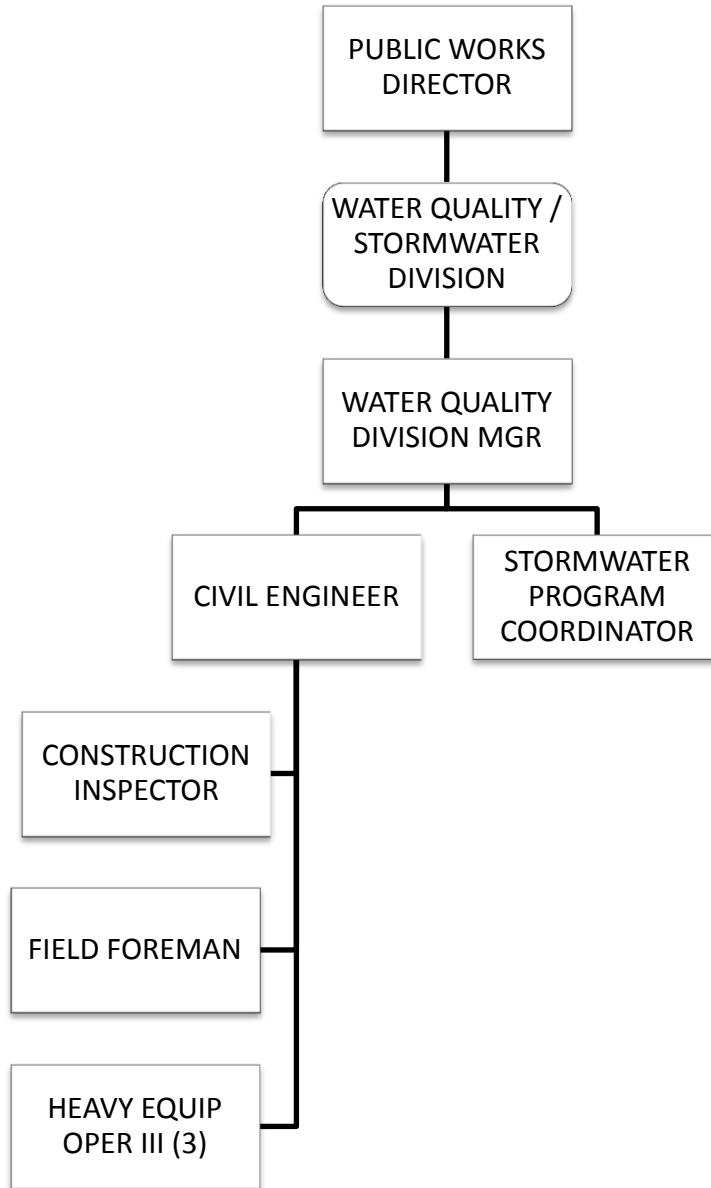 PUBLIC WORKS
DIRECTOR
WATER QUALITY /
STORMWATER
DIVISION
WATER QUALITY
DIVISION MGR
CIVIL ENGINEER
STORMWATER
PROGRAM
COORDINATOR
CONSTRUCTION
INSPECTOR
FIELD FOREMAN
HEAVY EQUIP
OPER III (3)